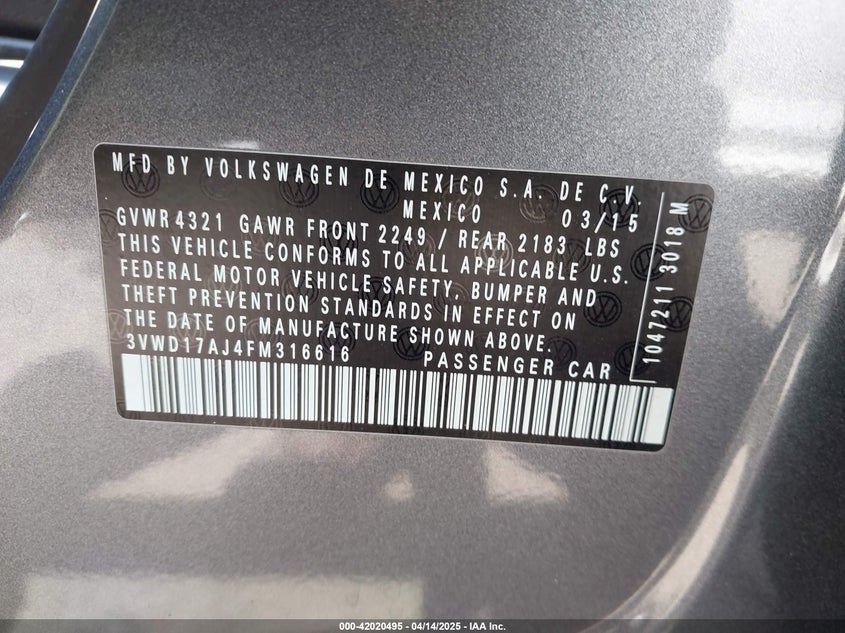 MFD BY VOLKSWAGEN DE MEXICO S.A. DE C.V.
MEXICO 03/15
GVWR 4321 GAWR FRONT 2249 / REAR 2183 LBS
THIS VEHICLE CONFORMS TO ALL APPLICABLE U.S.
FEDERAL MOTOR VEHICLE SAFETY, BUMPER AND
THEFT PREVENTION STANDARDS IN EFFECT ON
THE DATE OF MANUFACTURE SHOWN ABOVE.
3VWD17AJ4FM316616 PASSENGER CAR
1047211 3018 M
000-42020495 - 04/14/2025 - IAA Inc.